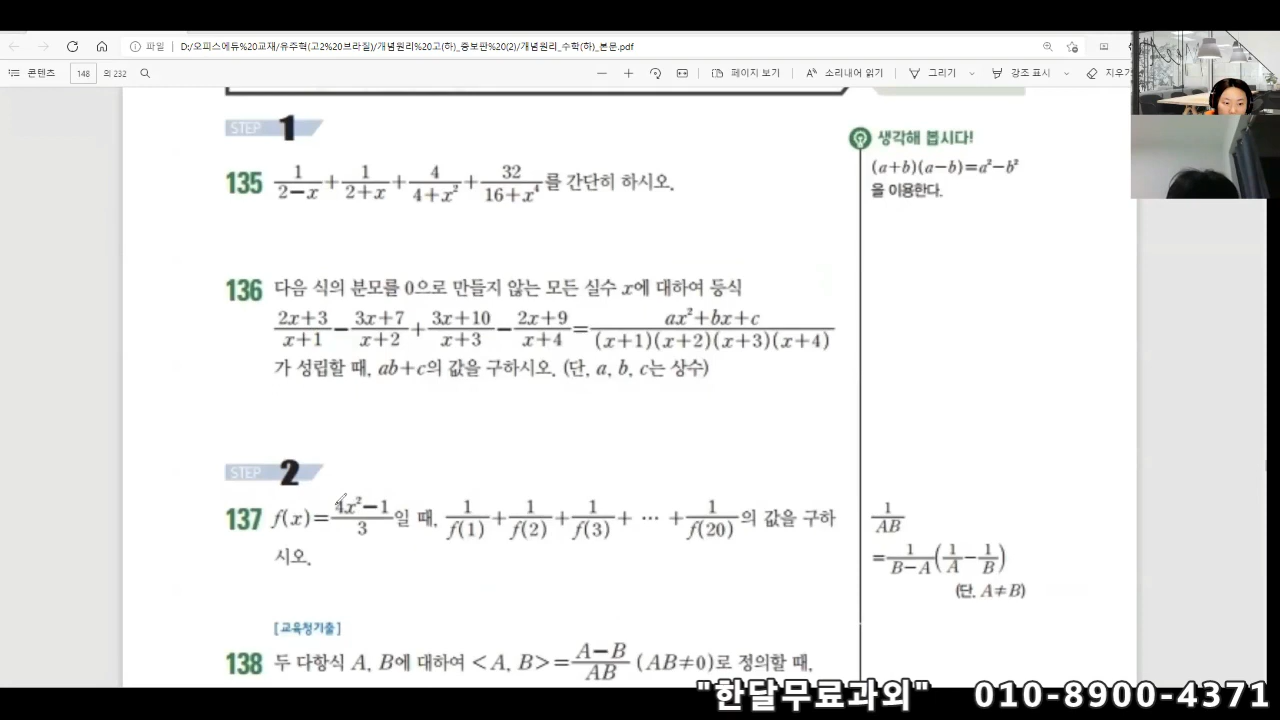 파일 D:/오피스에듀%20교재/유주혁(고2%20브라질)/개념원리%20고(하)_증보판%20(2)/개념원리_수학(하)_본문.pdf
콘텐츠 148 의 232 페이지 보기 소리내어 읽기 그리기 강조 표시 지우기
STEP 1
생각해 봅시다!
135 1/(2-x) + 1/(2+x) + 4/(4+x²) + 32/(16+x⁴) 를 간단히 하시오.
(a+b)(a-b)=a²-b²
을 이용한다.
136 다음 식의 분모를 0으로 만들지 않는 모든 실수 x에 대하여 등식
(2x+3)/(x+1) - (3x+7)/(x+2) + (3x+10)/(x+3) - (2x+9)/(x+4) = (ax²+bx+c)/((x+1)(x+2)(x+3)(x+4))
가 성립할 때, ab+c의 값을 구하시오. (단, a, b, c는 상수)
STEP 2
137 f(x)=(4x²-1)/3 일 때, 1/f(1) + 1/f(2) + 1/f(3) + ⋯ + 1/f(20) 의 값을 구하
시오.
1/AB
=1/(B-A)(1/A - 1/B)
(단, A≠B)
[교육청기출]
138 두 다항식 A, B에 대하여 <A, B>=(A-B)/AB (AB≠0)로 정의할 때,
"한달무료과외" 010-8900-4371